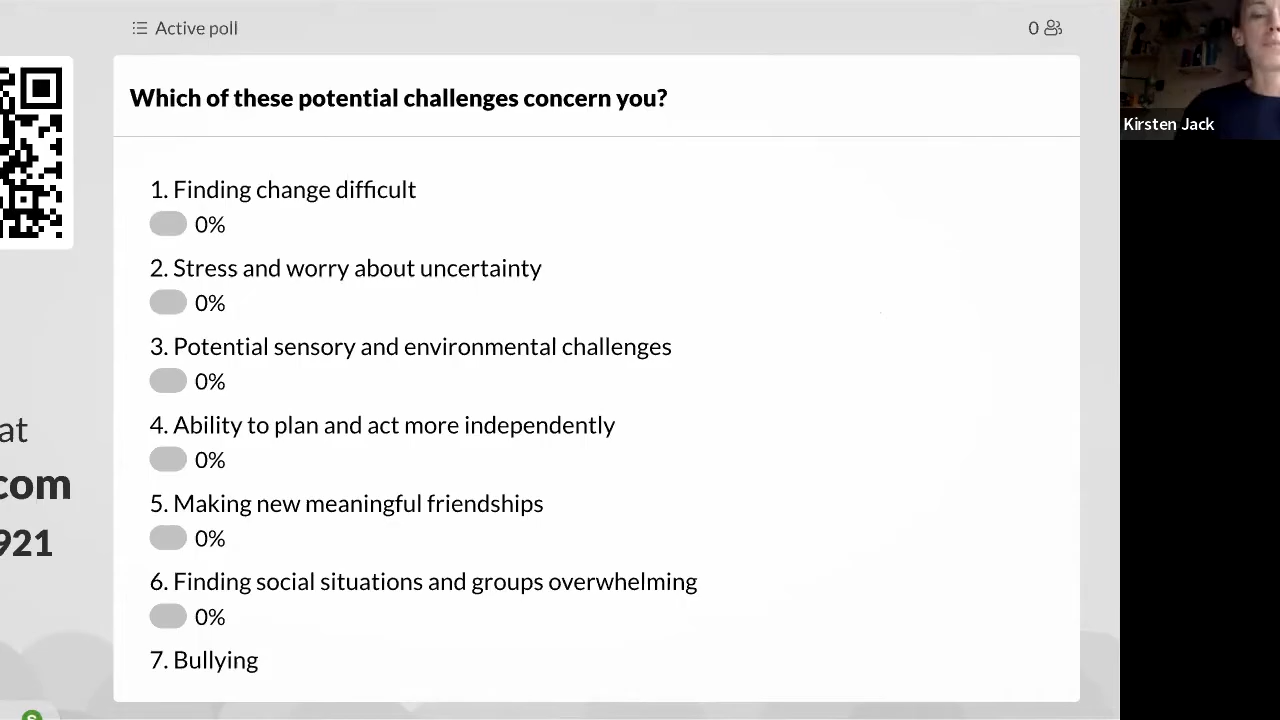 Active poll
0
Which of these potential challenges concern you?
1. Finding change difficult
0%
2. Stress and worry about uncertainty
0%
3. Potential sensory and environmental challenges
0%
4. Ability to plan and act more independently
0%
5. Making new meaningful friendships
0%
6. Finding social situations and groups overwhelming
0%
7. Bullying
at
.com
921
Kirsten Jack